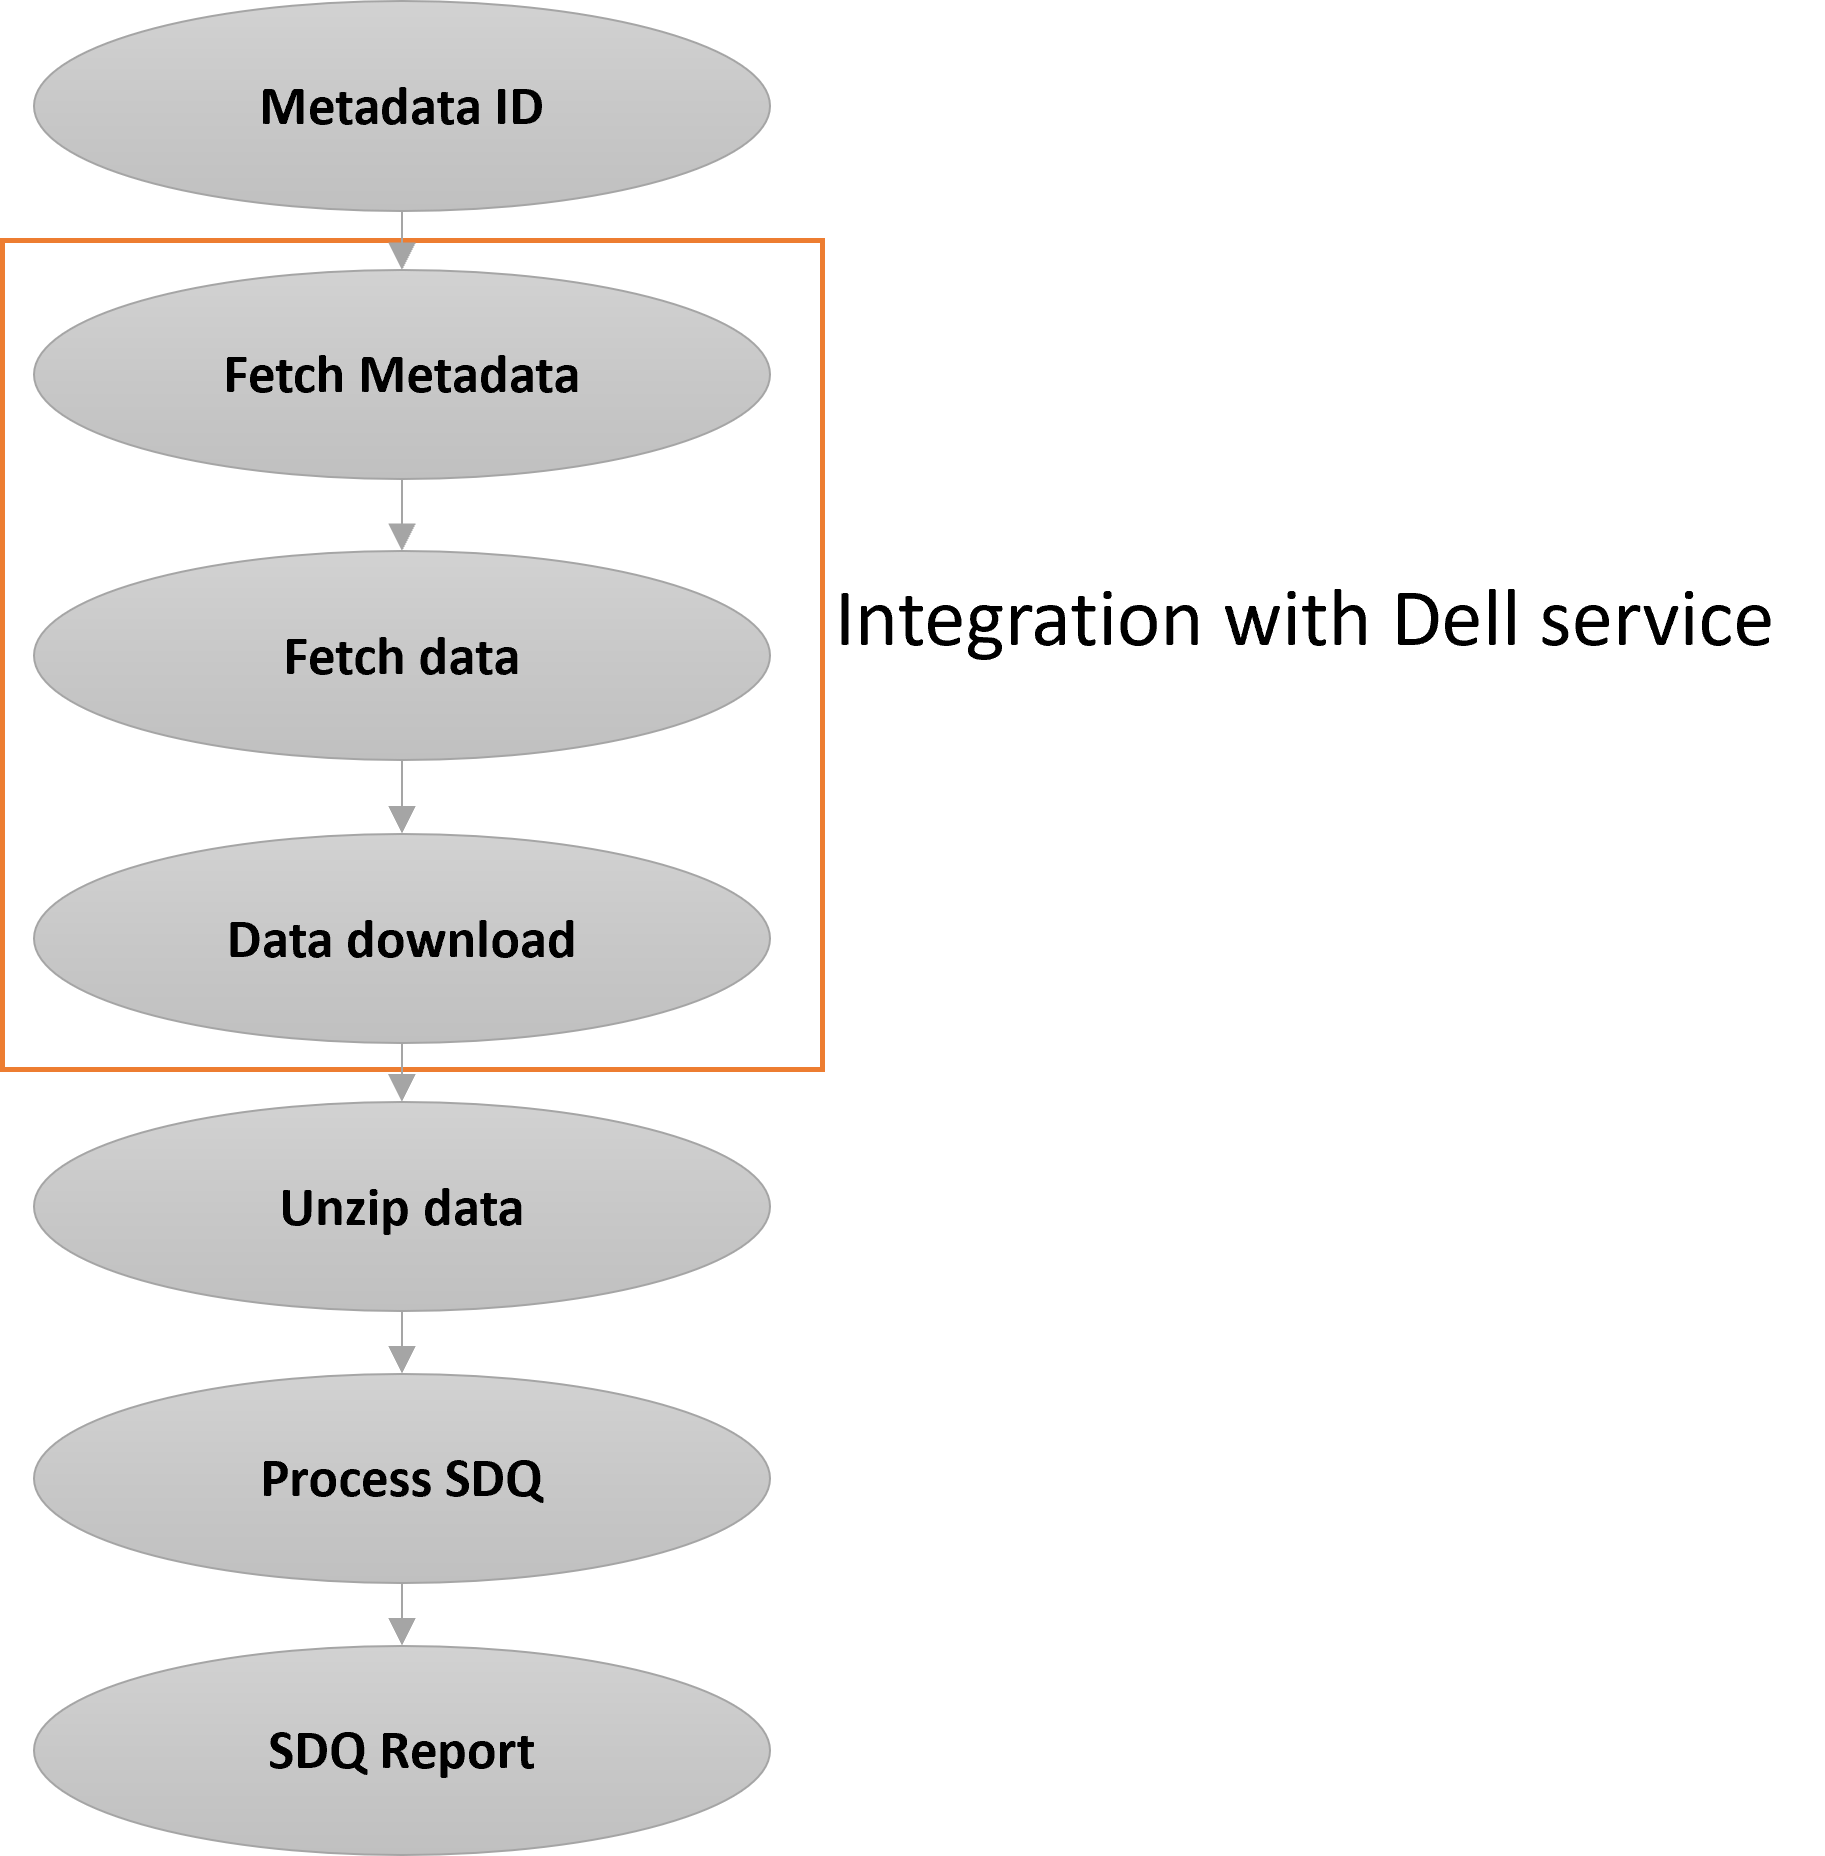 Metadata ID
Fetch Metadata
Fetch data
Integration with Dell service
Data download
Unzip data
Process SDQ
SDQ Report